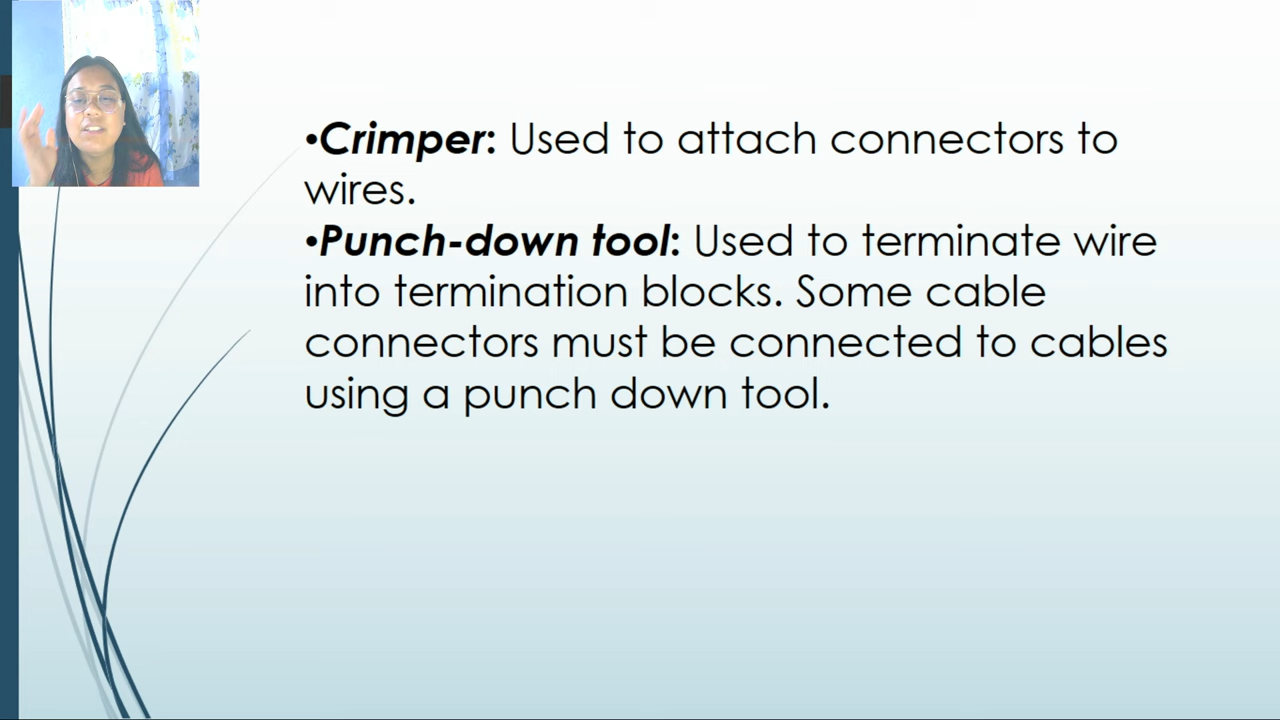 •Crimper: Used to attach connectors to
wires.
•Punch-down tool: Used to terminate wire
into termination blocks. Some cable
connectors must be connected to cables
using a punch down tool.